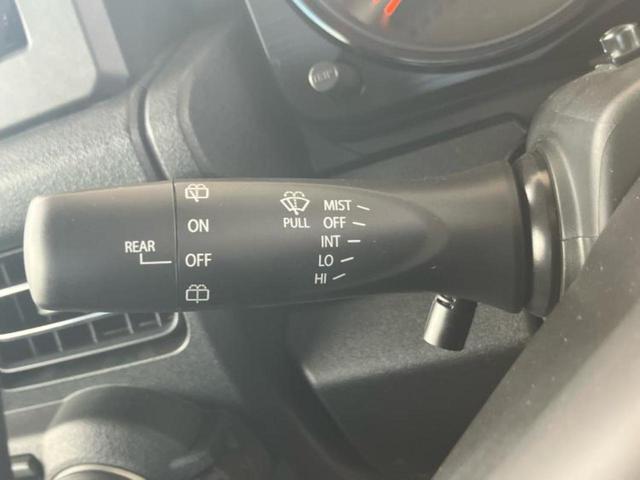 REAR
ON
OFF
PULL
MIST
OFF
INT
LO
HI